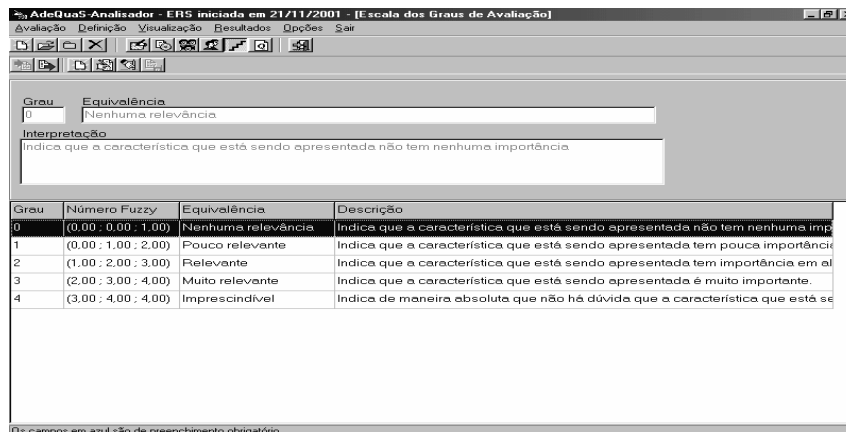 AdeQuaS-Analisador - ERS iniciada em 21/11/2001 - [Escala dos Graus de Avaliação]
Avaliação Definição Visualização Resultados Opções Sair
Grau Equivalência
0 Nenhuma relevância
Interpretação
Indica que a característica que está sendo apresentada não tem nenhuma importância
Grau Número Fuzzy Equivalência Descrição
0 (0,00 ; 0,00 ; 1,00) Nenhuma relevância Indica que a característica que está sendo apresentada não tem nenhuma imp
1 (0,00 ; 1,00 ; 2,00) Pouco relevante Indica que a característica que está sendo apresentada tem pouca importânci
2 (1,00 ; 2,00 ; 3,00) Relevante Indica que a característica que está sendo apresentada tem importância em al
3 (2,00 ; 3,00 ; 4,00) Muito relevante Indica que a característica que está sendo apresentada é muito importante.
4 (3,00 ; 4,00 ; 4,00) Imprescindível Indica de maneira absoluta que não há dúvida que a característica que está se
Os campos em azul são de preenchimento obrigatório